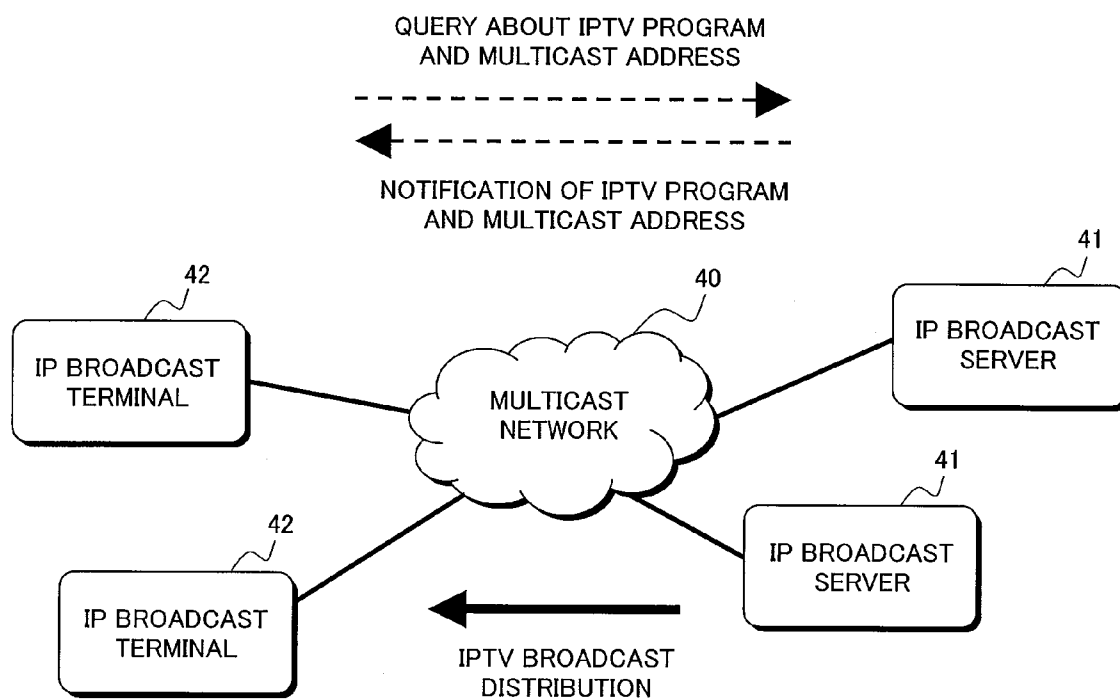 QUERY ABOUT IPTV PROGRAM
AND MULTICAST ADDRESS
NOTIFICATION OF IPTV PROGRAM
AND MULTICAST ADDRESS
41
42
40
IP BROADCAST
SERVER
IP BROADCAST
TERMINAL
MULTICAST
NETWORK
41
42
IP BROADCAST
SERVER
IP BROADCAST
TERMINAL
IPTV BROADCAST
DISTRIBUTION